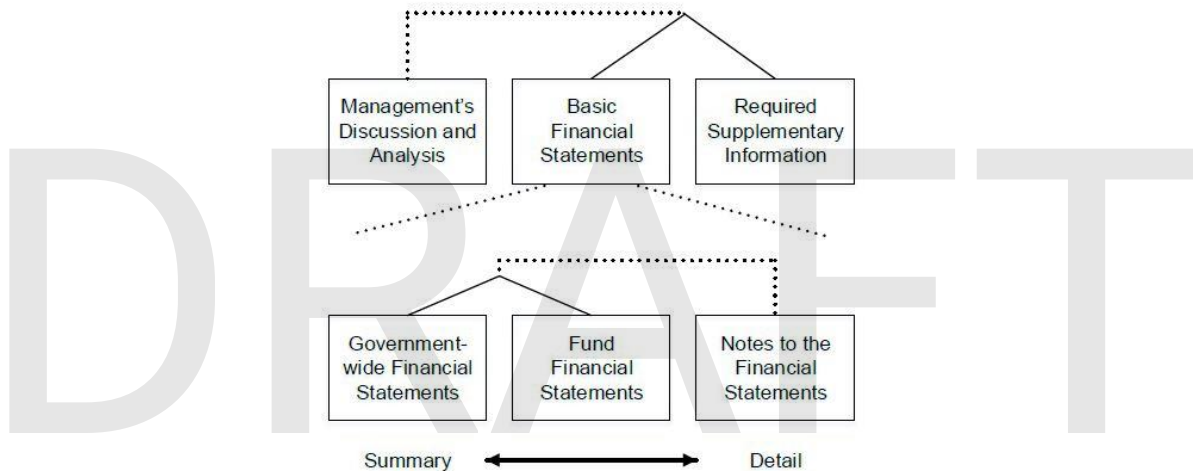 Management's
Discussion and
Analysis
Basic
Financial
Statements
Required
Supplementary
Information
DRAFT
Government-
wide Financial
Statements
Fund
Financial
Statements
Notes to the
Financial
Statements
Summary
Detail